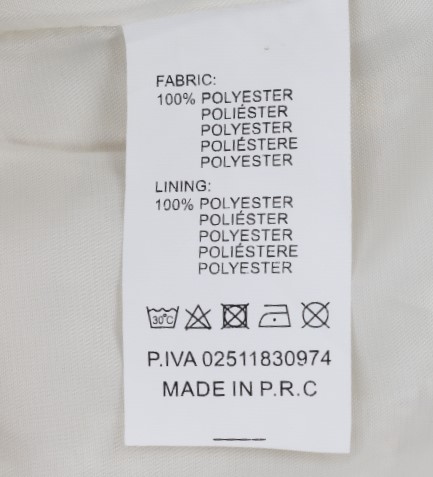 FABRIC:
100% POLYESTER
POLIÉSTER
POLYESTER
POLIÉSTERE
POLYESTER
LINING:
100% POLYESTER
POLIÉSTER
POLYESTER
POLIÉSTERE
POLYESTER
30°C
P.IVA 02511830974
MADE IN P.R.C